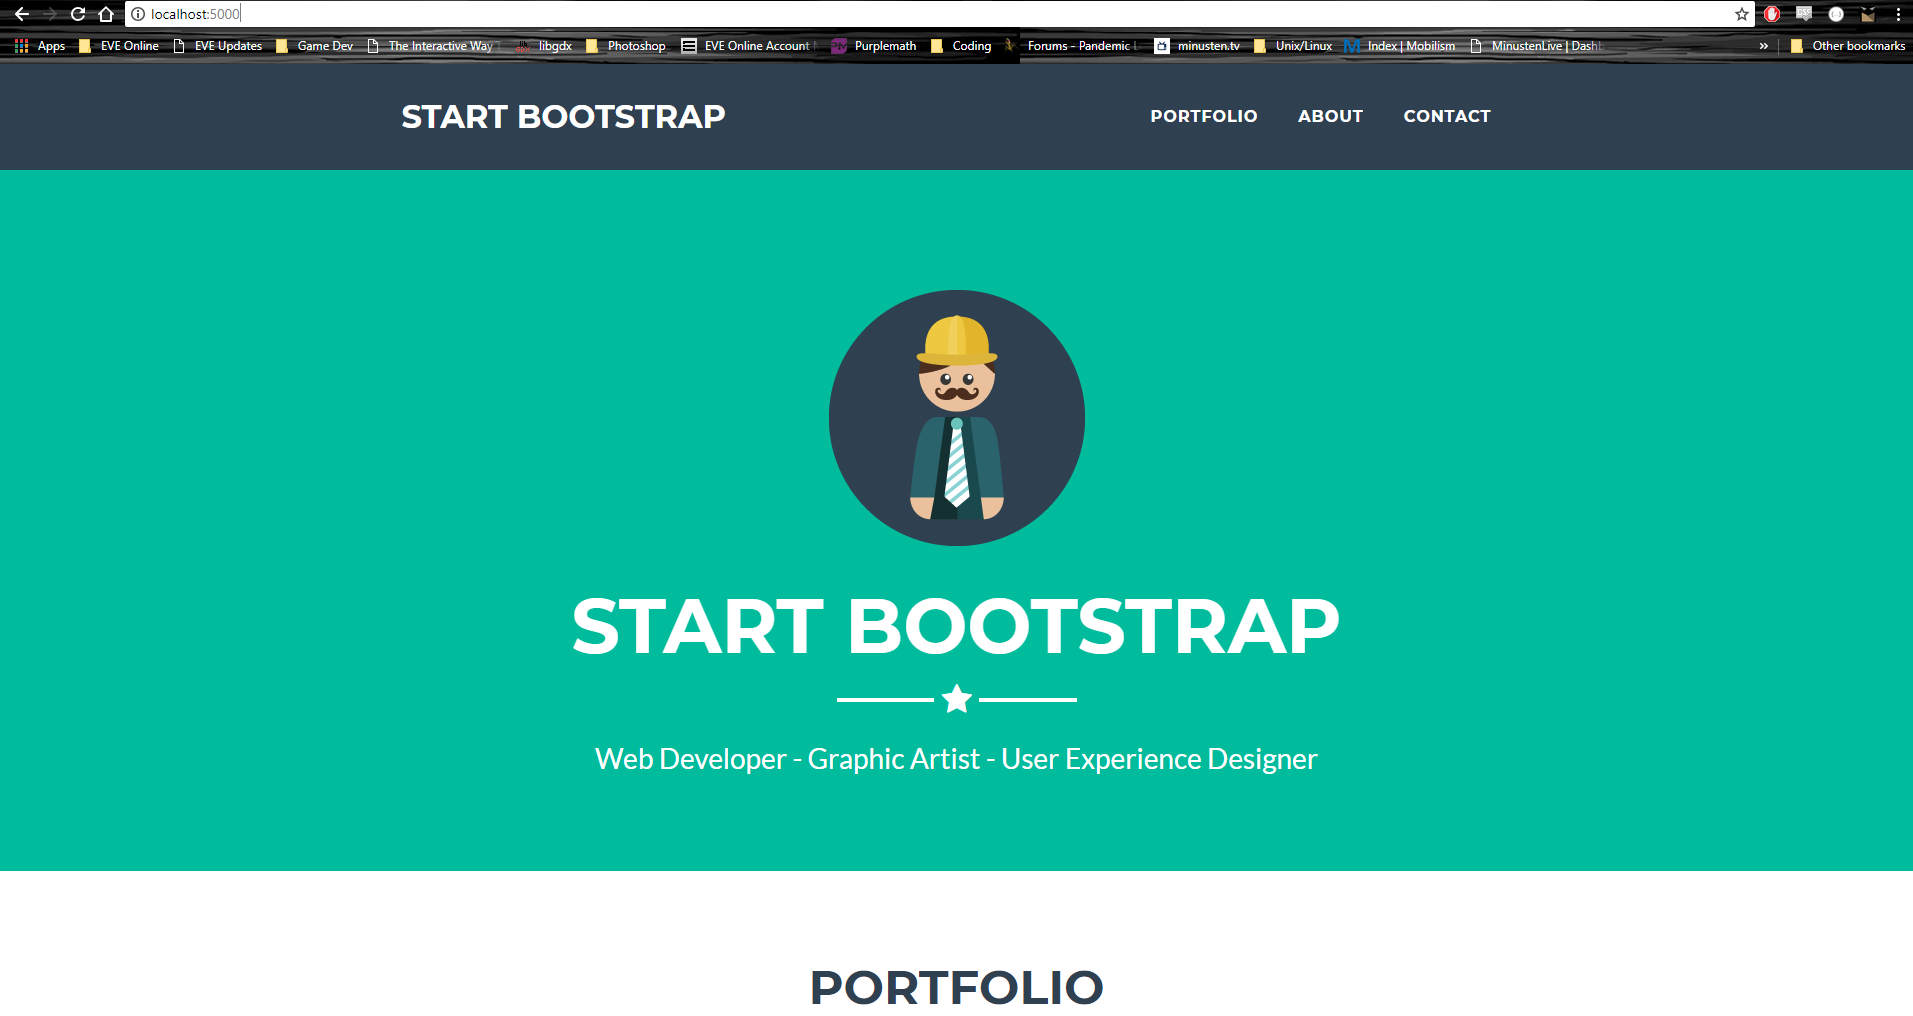 localhost:5000
Apps EVE Online EVE Updates Game Dev The Interactive Way libgdx Photoshop EVE Online Account Purplemath Coding Forums - Pandemic minusten.tv Unix/Linux Index | Mobilism MinustenLive | Dash » Other bookmarks
START BOOTSTRAP PORTFOLIO ABOUT CONTACT
START BOOTSTRAP
Web Developer - Graphic Artist - User Experience Designer
PORTFOLIO